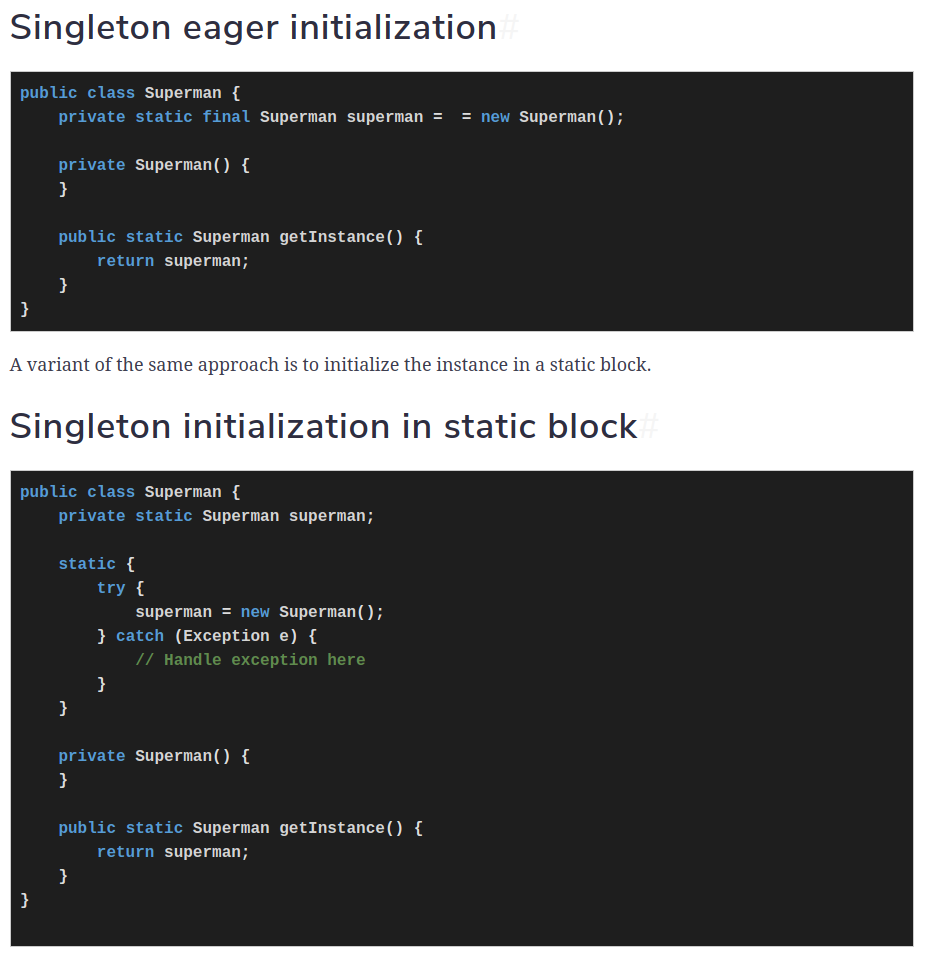 Singleton eager initialization#
public class Superman {
    private static final Superman superman =  = new Superman();

    private Superman() {
    }

    public static Superman getInstance() {
        return superman;
    }
}
A variant of the same approach is to initialize the instance in a static block.
Singleton initialization in static block#
public class Superman {
    private static Superman superman;

    static {
        try {
            superman = new Superman();
        } catch (Exception e) {
            // Handle exception here
        }
    }

    private Superman() {
    }

    public static Superman getInstance() {
        return superman;
    }
}